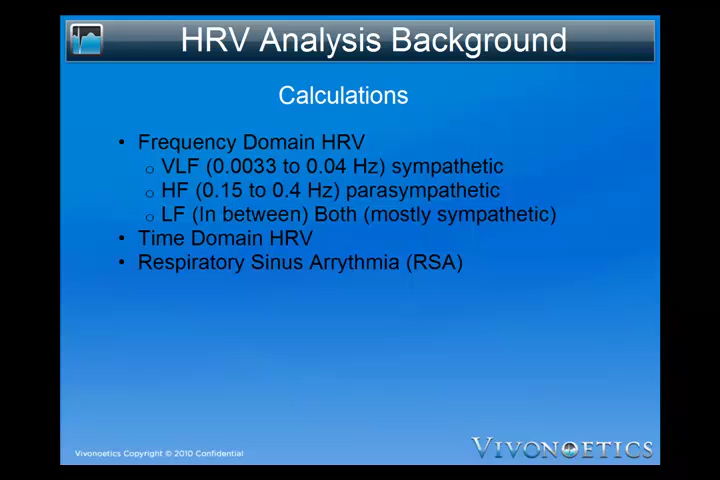 HRV Analysis Background
Calculations
• Frequency Domain HRV
o VLF (0.0033 to 0.04 Hz) sympathetic
o HF (0.15 to 0.4 Hz) parasympathetic
o LF (In between) Both (mostly sympathetic)
• Time Domain HRV
• Respiratory Sinus Arrythmia (RSA)
Vivonoetics Copyright © 2010 Confidential
VIVONOETICS